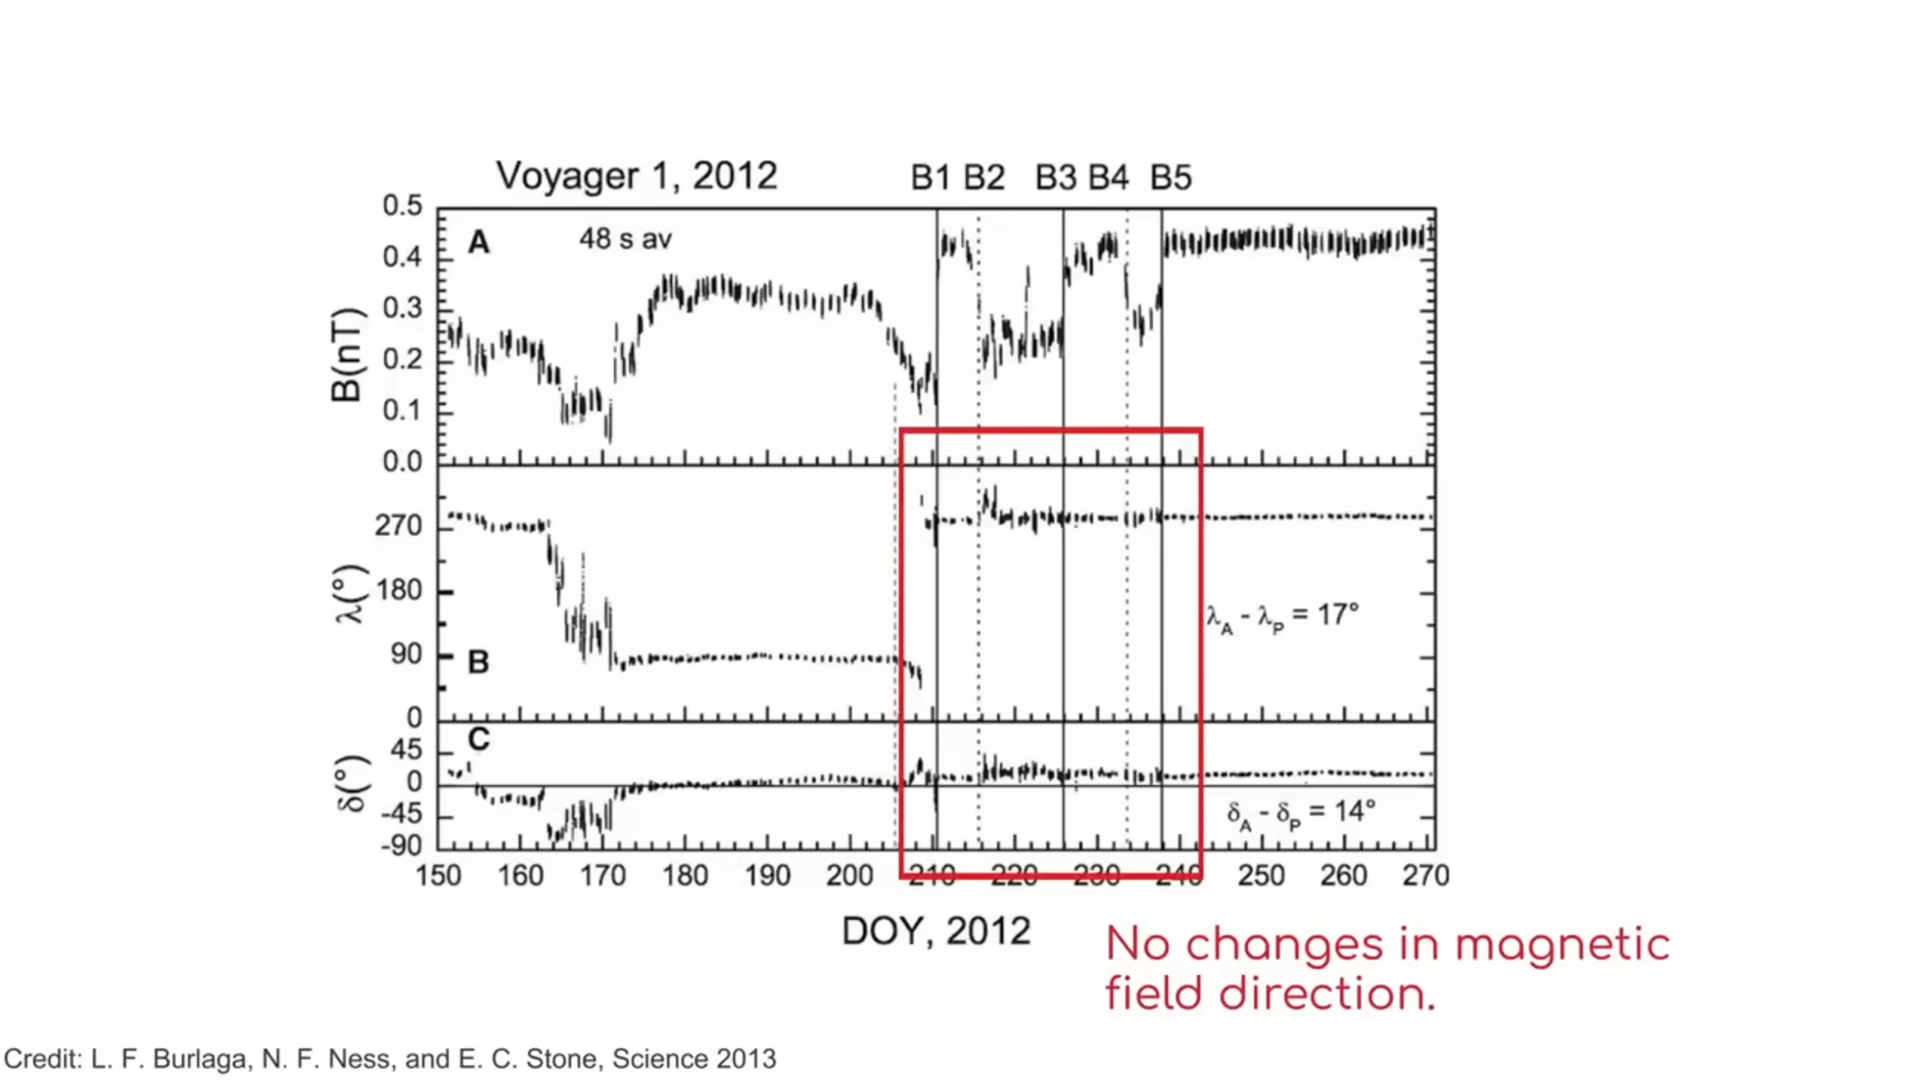 Voyager 1, 2012 B1 B2 B3 B4 B5
A 48 s av
0.5
0.4
0.3
0.2
0.1
0.0
B(nT)
270
180
90
0
λ(°)
B
λA - λP = 17°
C
45
0
-45
-90
δ(°)
δA - δP = 14°
150 160 170 180 190 200 210 220 230 240 250 260 270
DOY, 2012
No changes in magnetic
field direction.
Credit: L. F. Burlaga, N. F. Ness, and E. C. Stone, Science 2013